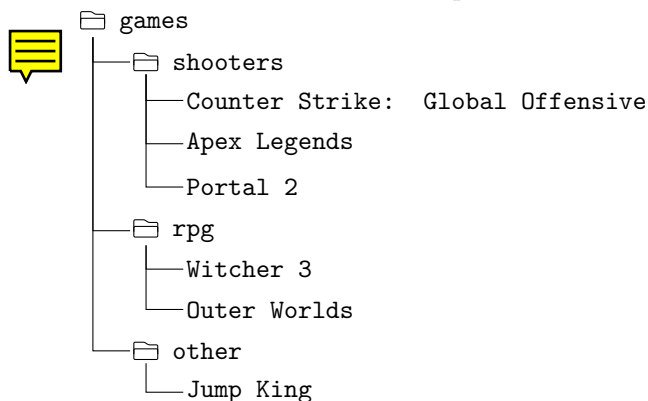 games
shooters
Counter Strike: Global Offensive
Apex Legends
Portal 2
rpg
Witcher 3
Outer Worlds
other
Jump King